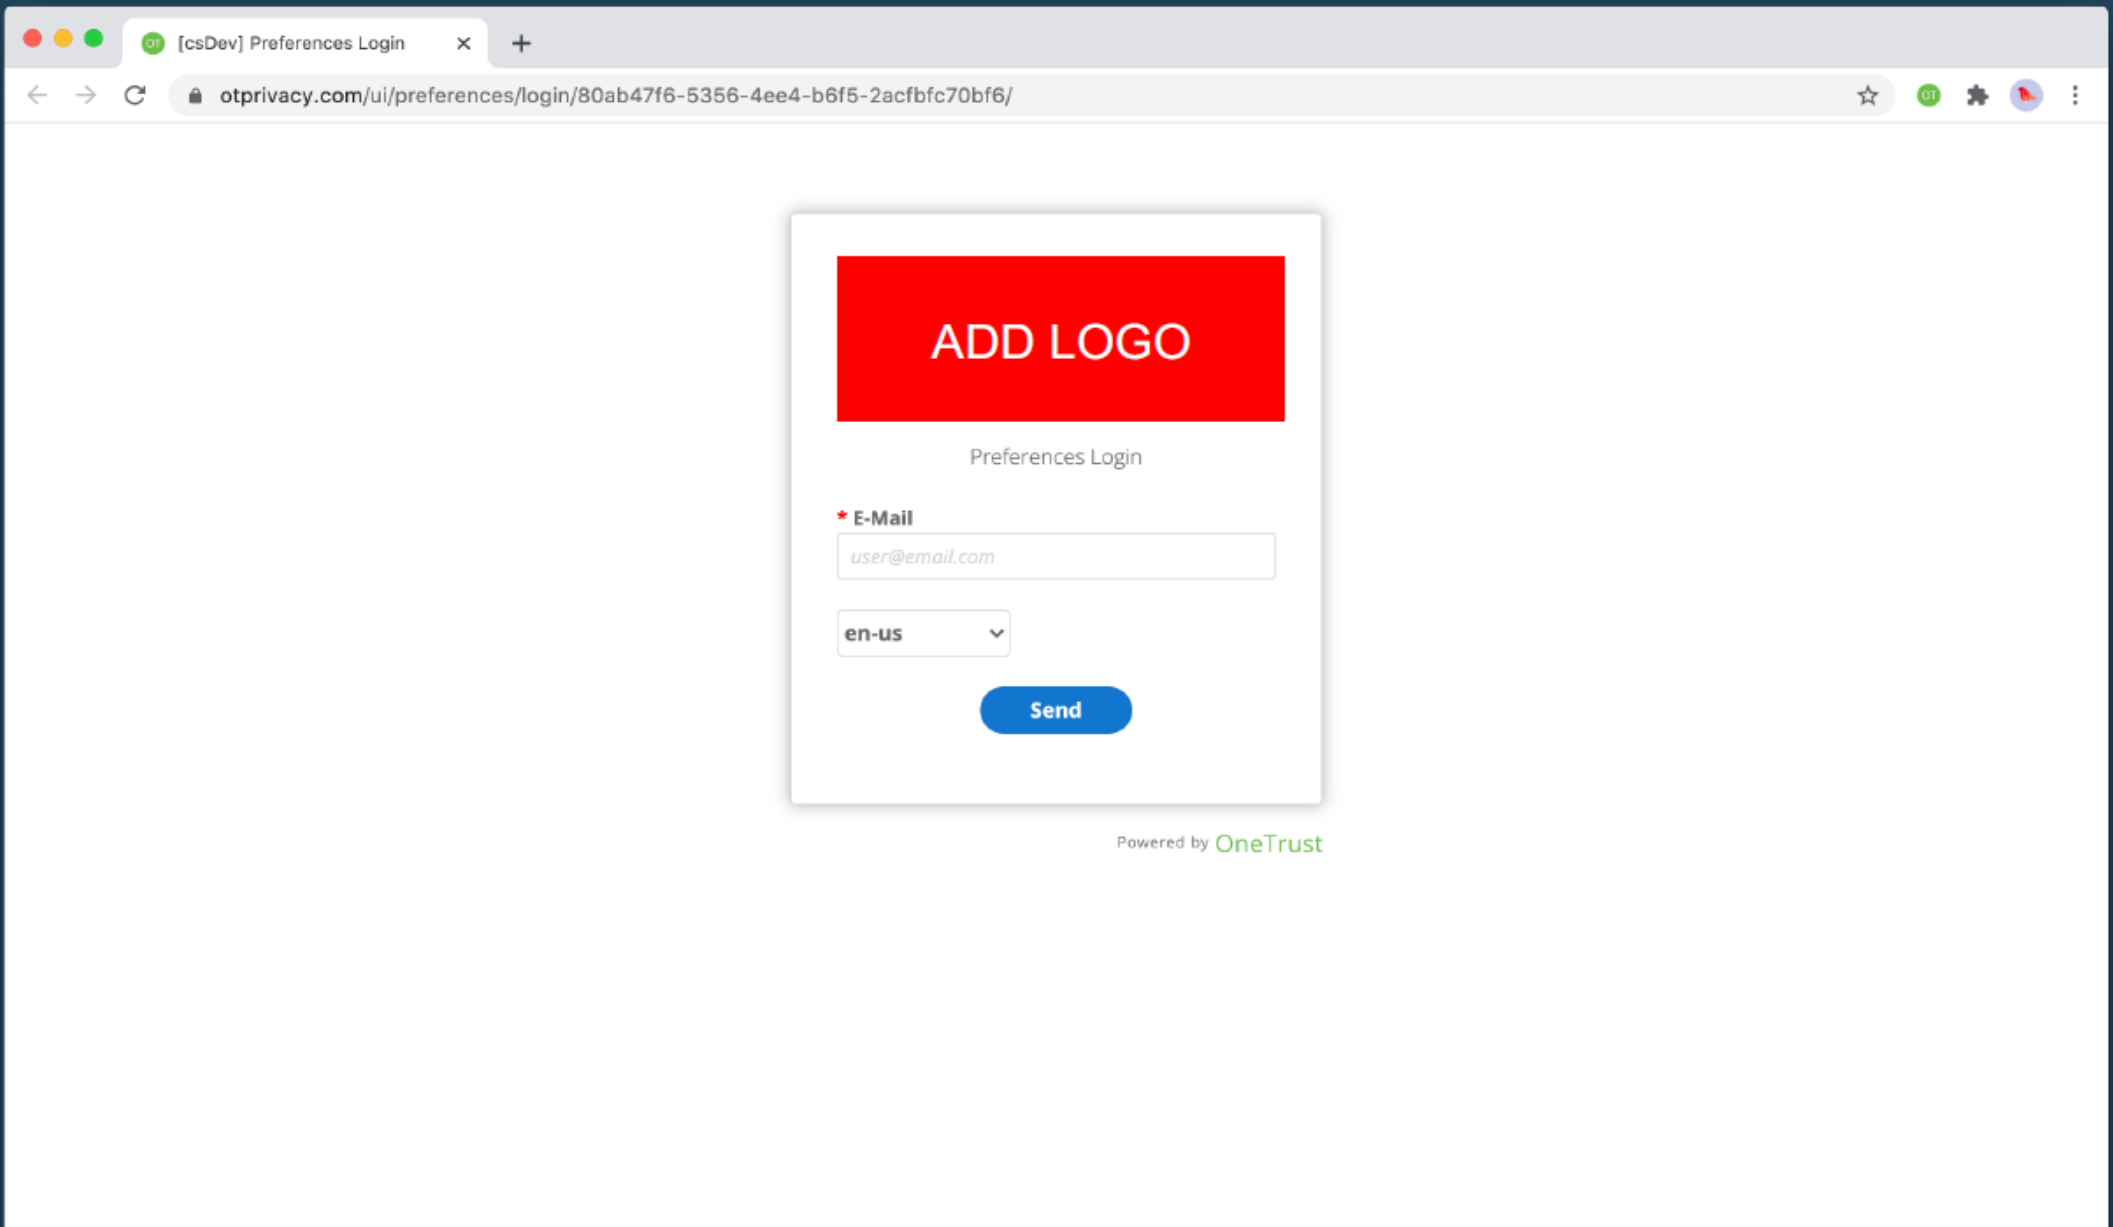 [csDev] Preferences Login
otprivacy.com/ui/preferences/login/80ab47f6-5356-4ee4-b6f5-2acfbfc70bf6/
OT
ADD LOGO
Preferences Login
* E-Mail
user@email.com
en-us
Send
Powered by OneTrust